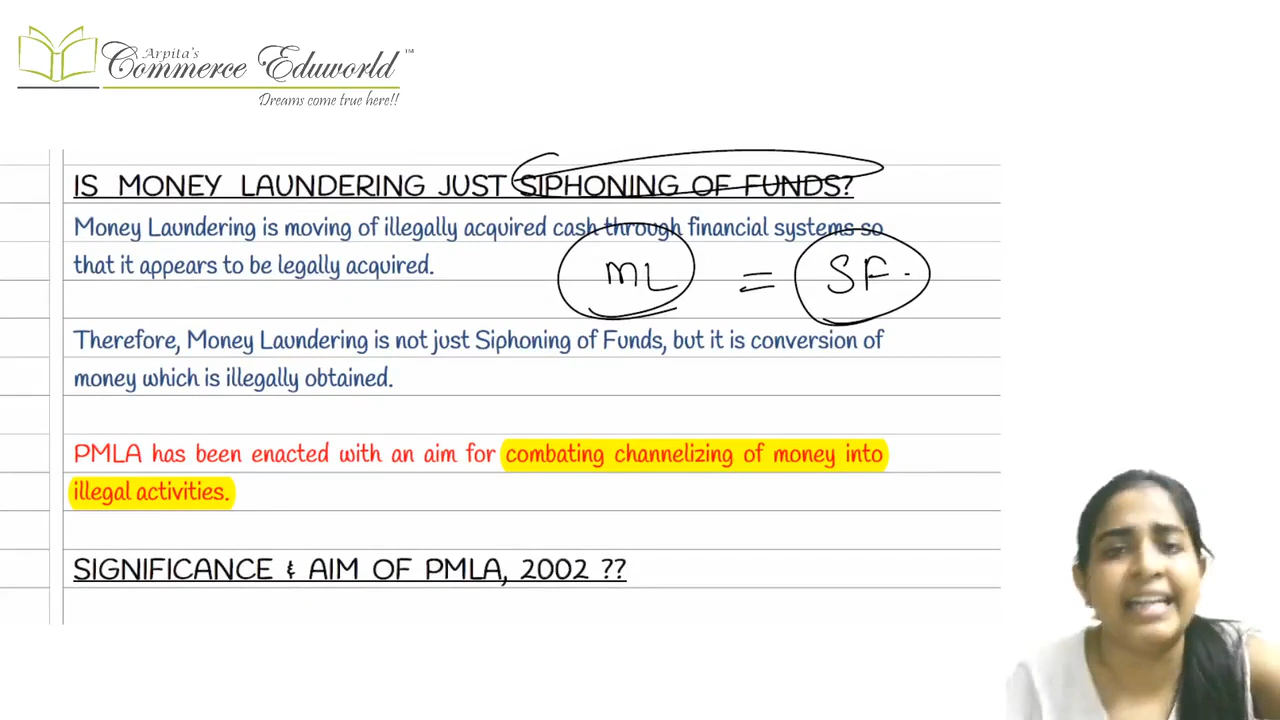 Arpita's
Commerce Eduworld™
Dreams come true here!!
IS MONEY LAUNDERING JUST SIPHONING OF FUNDS?
Money Laundering is moving of illegally acquired cash through financial systems so
that it appears to be legally acquired.
ML = SF.
Therefore, Money Laundering is not just Siphoning of Funds, but it is conversion of
money which is illegally obtained.
PMLA has been enacted with an aim for combating channelizing of money into
illegal activities.
SIGNIFICANCE & AIM OF PMLA, 2002 ??